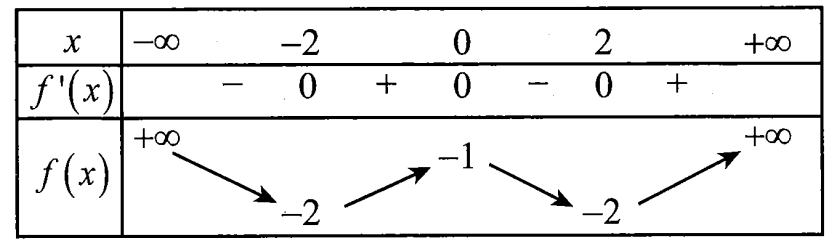 x −∞ −2 0 2 +∞
f'(x) − 0 + 0 − 0 +
+∞ +∞
f(x) −1
−2 −2